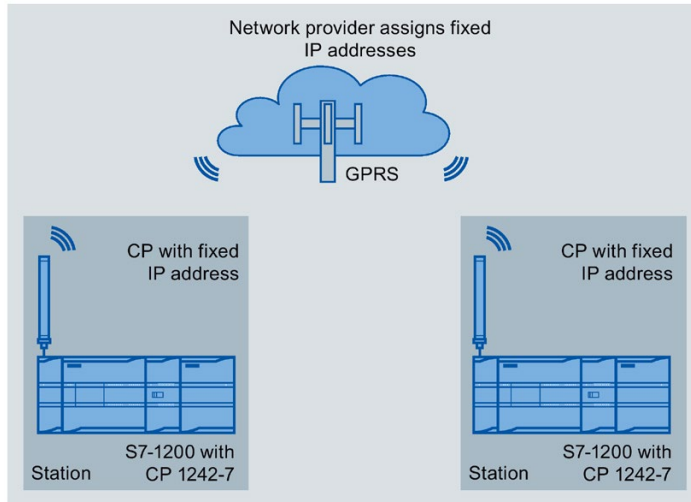 Network provider assigns fixed
IP addresses
GPRS
CP with fixed
IP address
S7-1200 with
Station CP 1242-7
CP with fixed
IP address
S7-1200 with
Station CP 1242-7